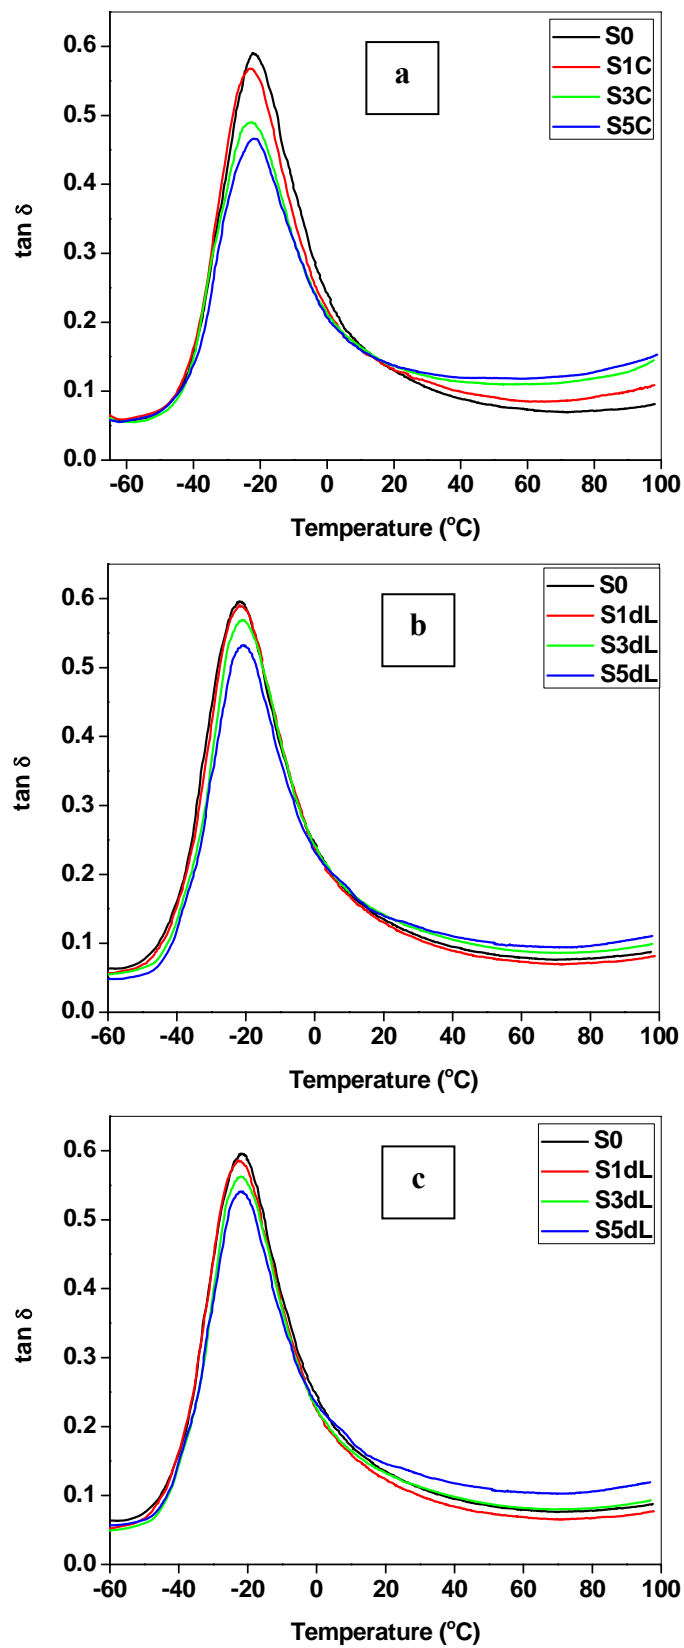 0.6
0.5
0.4
0.3
0.2
0.1
0.0
tan δ
a
S0
S1C
S3C
S5C
-60 -40 -20 0 20 40 60 80 100
Temperature (°C)
0.6
0.5
0.4
0.3
0.2
0.1
0.0
tan δ
b
S0
S1dL
S3dL
S5dL
-60 -40 -20 0 20 40 60 80 100
Temperature (°C)
0.6
0.5
0.4
0.3
0.2
0.1
0.0
tan δ
c
S0
S1dL
S3dL
S5dL
-60 -40 -20 0 20 40 60 80 100
Temperature (°C)